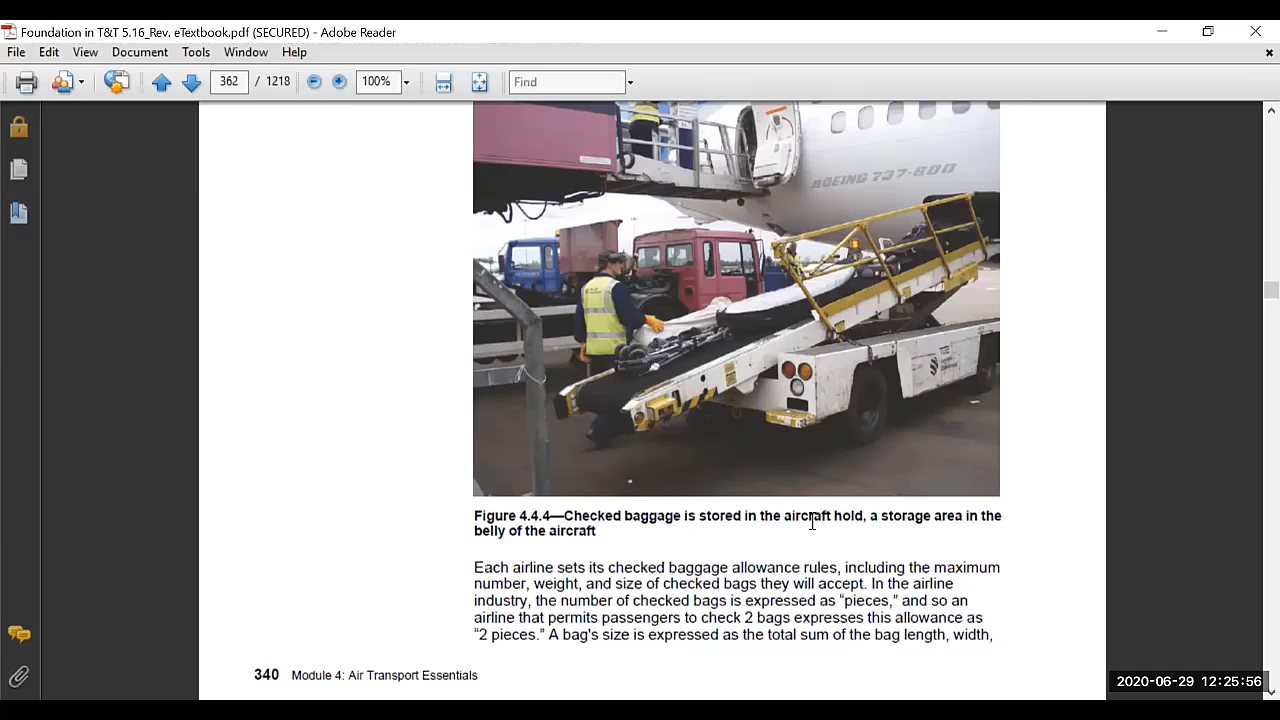 Foundation in T&T 5.16_Rev. eTextbook.pdf (SECURED) - Adobe Reader
File Edit View Document Tools Window Help
362 / 1218 100% Find
BOEING 737-800
Figure 4.4.4—Checked baggage is stored in the aircraft hold, a storage area in the
belly of the aircraft
Each airline sets its checked baggage allowance rules, including the maximum
number, weight, and size of checked bags they will accept. In the airline
industry, the number of checked bags is expressed as “pieces,” and so an
airline that permits passengers to check 2 bags expresses this allowance as
“2 pieces.” A bag's size is expressed as the total sum of the bag length, width,
340 Module 4: Air Transport Essentials
2020-06-29 12:25:56